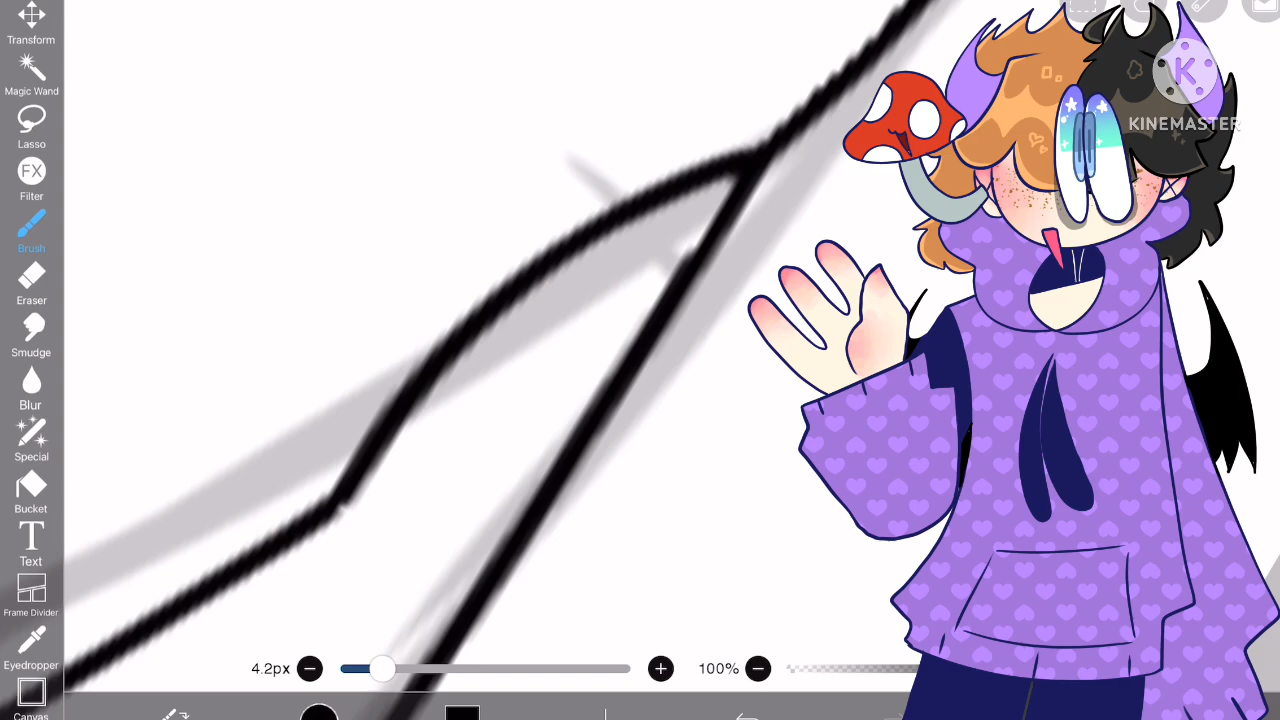 Transform
Magic Wand
Lasso
FX
Filter
Brush
Eraser
Smudge
Blur
Special
Bucket
T
Text
Frame Divider
Eyedropper
Canvas
4.2px
100%
K
KINEMASTER